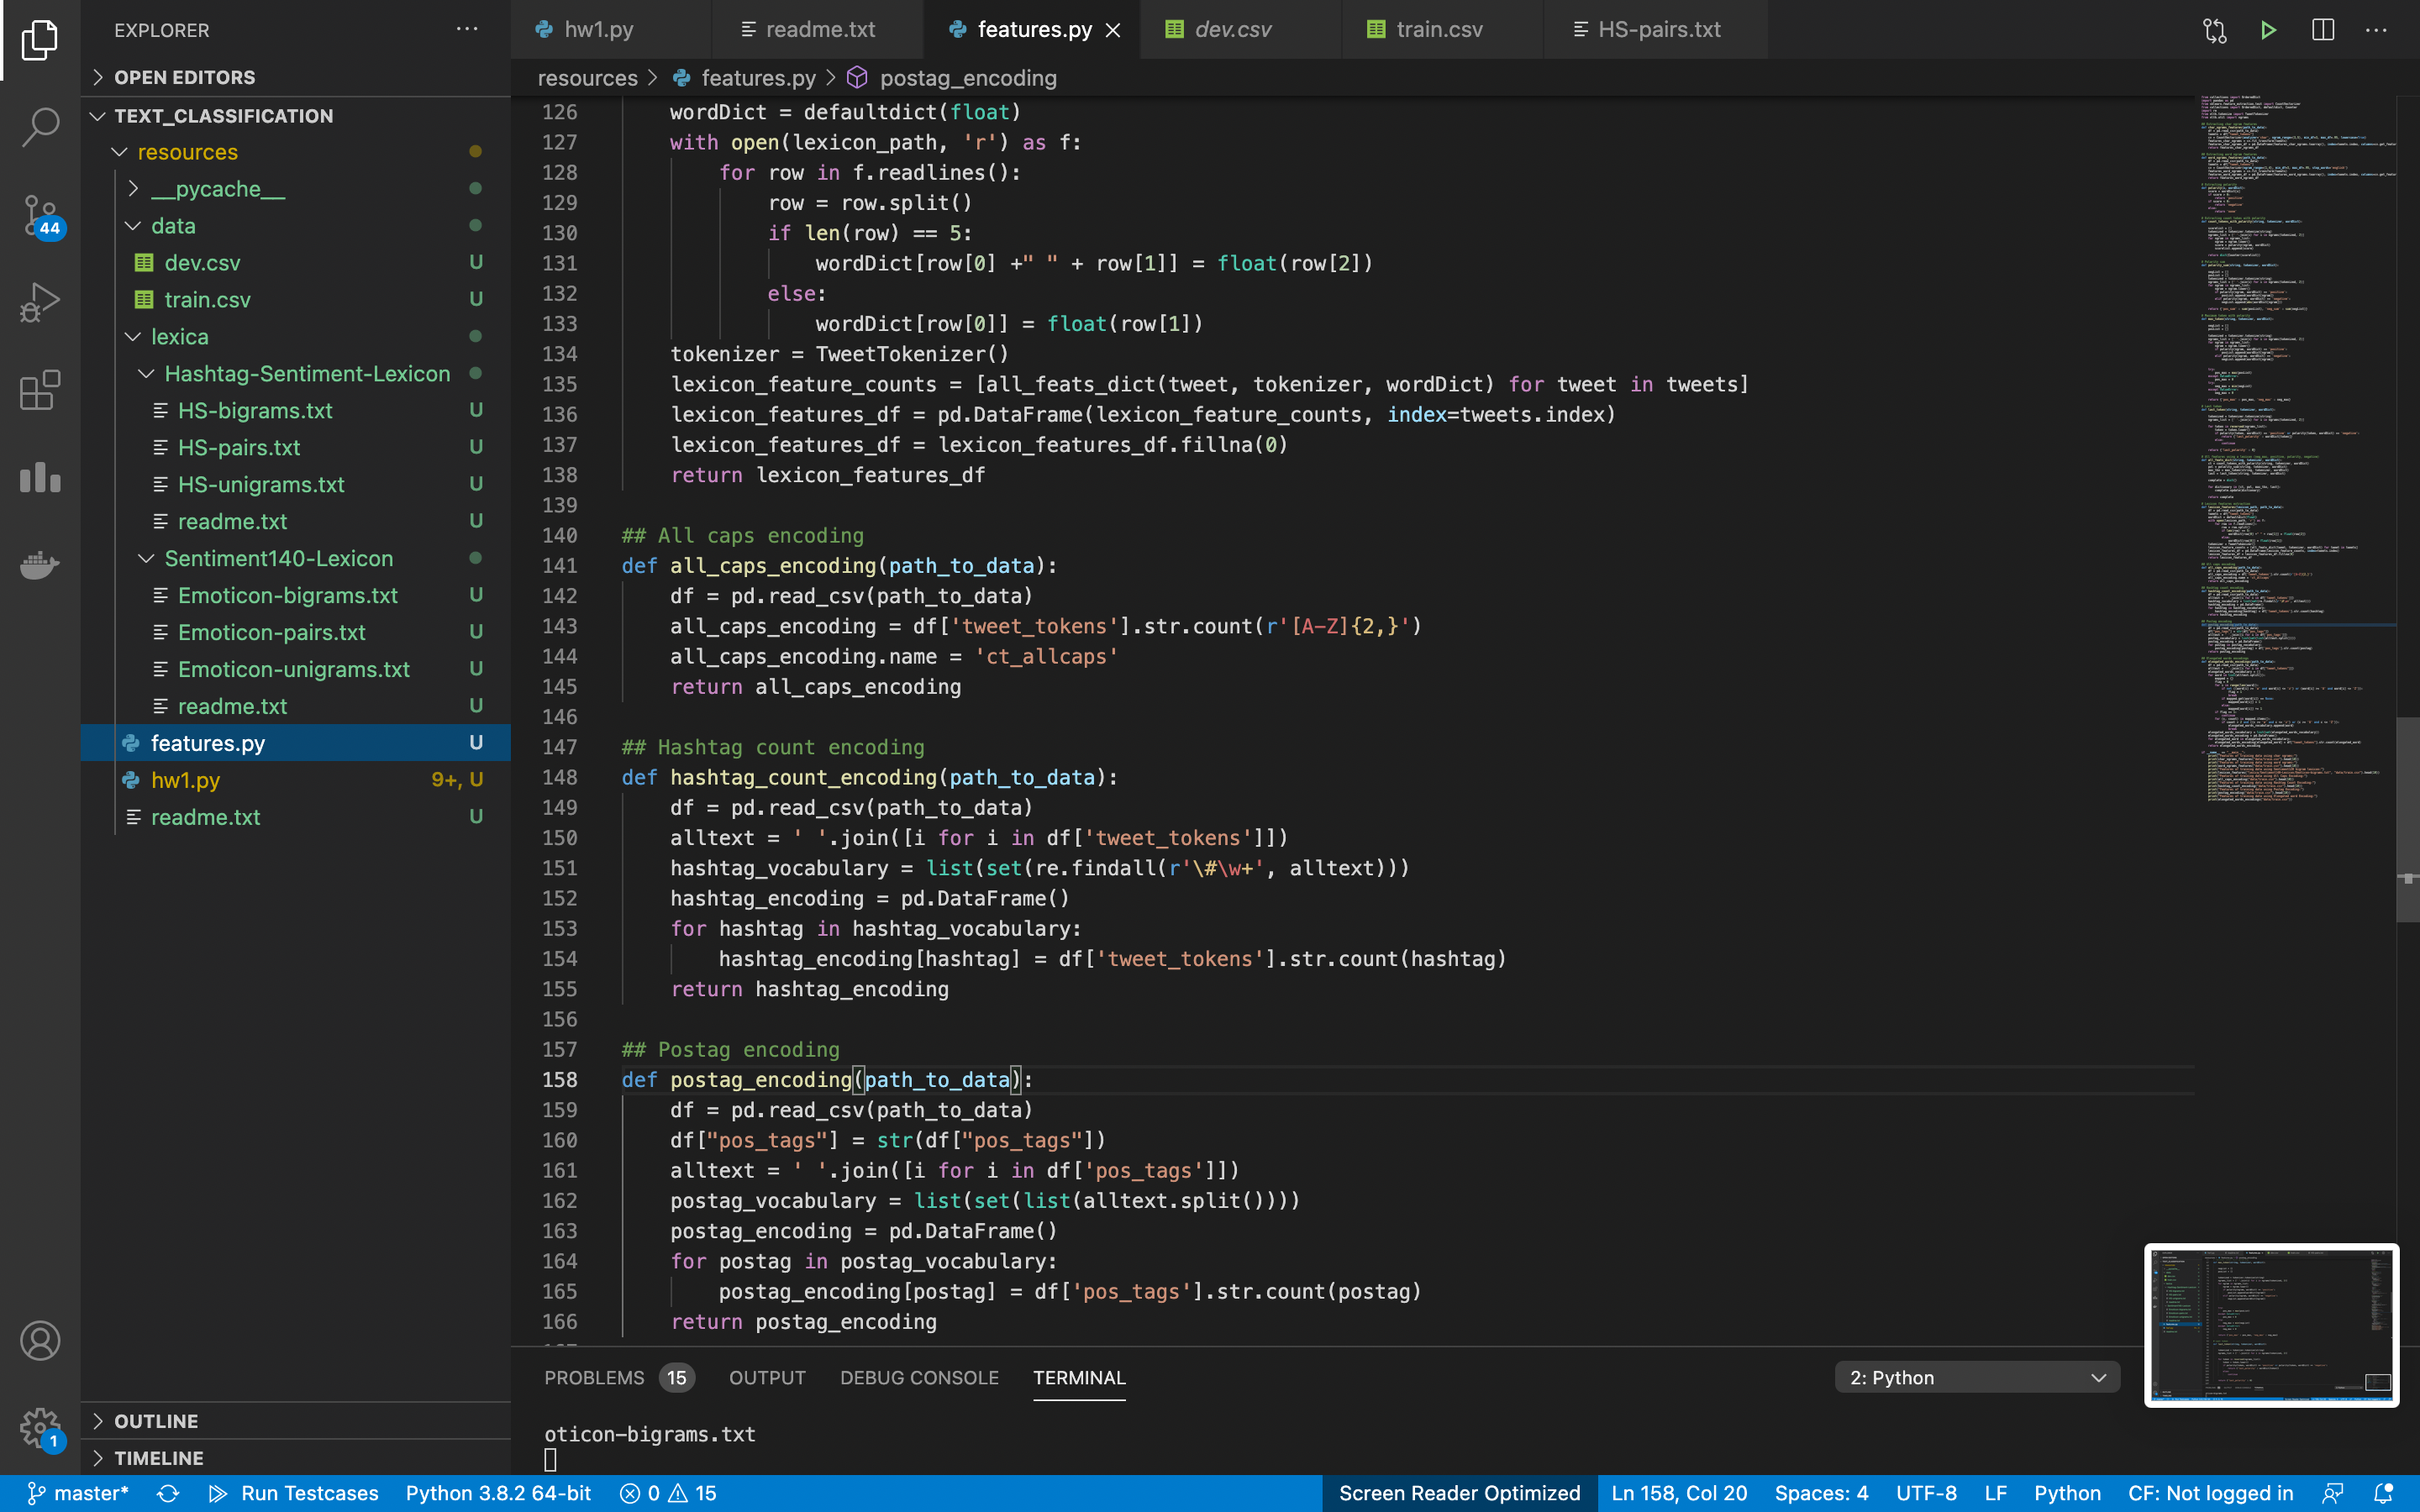 EXPLORER
OPEN EDITORS
TEXT_CLASSIFICATION
resources
__pycache__
data
dev.csv U
train.csv U
lexica
Hashtag-Sentiment-Lexicon
HS-bigrams.txt U
HS-pairs.txt U
HS-unigrams.txt U
readme.txt U
Sentiment140-Lexicon
Emoticon-bigrams.txt U
Emoticon-pairs.txt U
Emoticon-unigrams.txt U
readme.txt U
features.py U
hw1.py 9+, U
readme.txt U
OUTLINE
TIMELINE
44
1
hw1.py readme.txt features.py dev.csv train.csv HS-pairs.txt
resources > features.py > postag_encoding
126 wordDict = defaultdict(float)
127 with open(lexicon_path, 'r') as f:
128 for row in f.readlines():
129 row = row.split()
130 if len(row) == 5:
131 wordDict[row[0] +" " + row[1]] = float(row[2])
132 else:
133 wordDict[row[0]] = float(row[1])
134 tokenizer = TweetTokenizer()
135 lexicon_feature_counts = [all_feats_dict(tweet, tokenizer, wordDict) for tweet in tweets]
136 lexicon_features_df = pd.DataFrame(lexicon_feature_counts, index=tweets.index)
137 lexicon_features_df = lexicon_features_df.fillna(0)
138 return lexicon_features_df
139
140 ## All caps encoding
141 def all_caps_encoding(path_to_data):
142 df = pd.read_csv(path_to_data)
143 all_caps_encoding = df['tweet_tokens'].str.count(r'[A-Z]{2,}')
144 all_caps_encoding.name = 'ct_allcaps'
145 return all_caps_encoding
146
147 ## Hashtag count encoding
148 def hashtag_count_encoding(path_to_data):
149 df = pd.read_csv(path_to_data)
150 alltext = ' '.join([i for i in df['tweet_tokens']])
151 hashtag_vocabulary = list(set(re.findall(r'\#\w+', alltext)))
152 hashtag_encoding = pd.DataFrame()
153 for hashtag in hashtag_vocabulary:
154 hashtag_encoding[hashtag] = df['tweet_tokens'].str.count(hashtag)
155 return hashtag_encoding
156
157 ## Postag encoding
158 def postag_encoding(path_to_data):
159 df = pd.read_csv(path_to_data)
160 df["pos_tags"] = str(df["pos_tags"])
161 alltext = ' '.join([i for i in df['pos_tags']])
162 postag_vocabulary = list(set(list(alltext.split())))
163 postag_encoding = pd.DataFrame()
164 for postag in postag_vocabulary:
165 postag_encoding[postag] = df['pos_tags'].str.count(postag)
166 return postag_encoding
PROBLEMS 15 OUTPUT DEBUG CONSOLE TERMINAL 2: Python
oticon-bigrams.txt
master* Run Testcases Python 3.8.2 64-bit 0 15 Screen Reader Optimized Ln 158, Col 20 Spaces: 4 UTF-8 LF Python CF: Not logged in